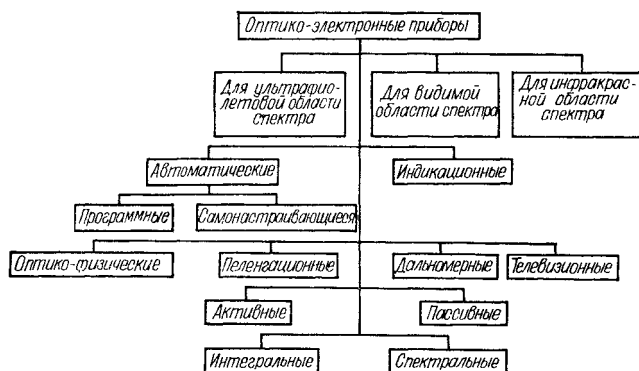 Оптико-электронные приборы
Для ультрафио-
летовой области
спектра
Для видимой
области спектра
Для инфракрас-
ной области
спектра
Автоматические
Индикационные
Программные
Самонастраивающиеся
Оптико-физические
Пеленгационные
Дальномерные
Телевизионные
Активные
Пассивные
Интегральные
Спектральные